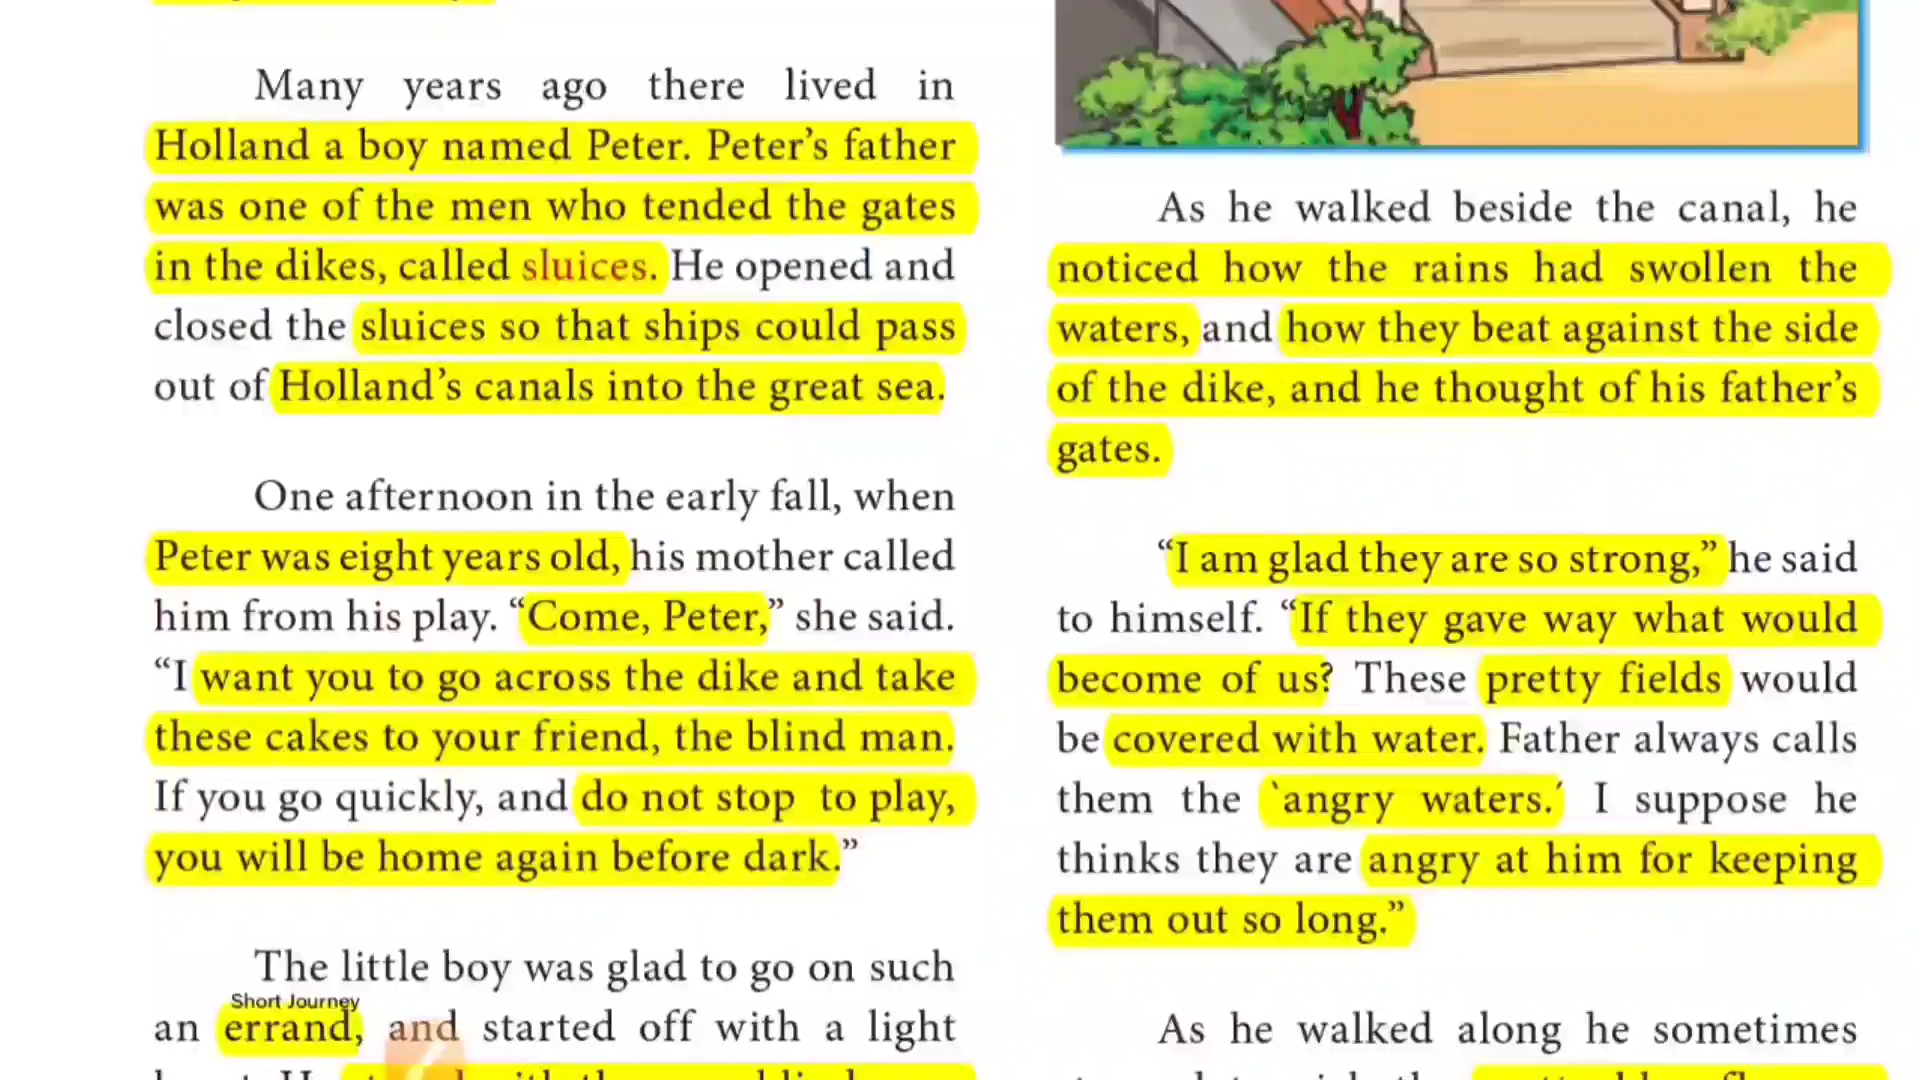 Many years ago there lived in
Holland a boy named Peter. Peter’s father
was one of the men who tended the gates
in the dikes, called sluices. He opened and
closed the sluices so that ships could pass
out of Holland’s canals into the great sea.
One afternoon in the early fall, when
Peter was eight years old, his mother called
him from his play. “Come, Peter,” she said.
“I want you to go across the dike and take
these cakes to your friend, the blind man.
If you go quickly, and do not stop to play,
you will be home again before dark.”
The little boy was glad to go on such
Short Journey
an errand, and started off with a light
As he walked beside the canal, he
noticed how the rains had swollen the
waters, and how they beat against the side
of the dike, and he thought of his father’s
gates.
“I am glad they are so strong,” he said
to himself. “If they gave way what would
become of us? These pretty fields would
be covered with water. Father always calls
them the ‵angry waters.′ I suppose he
thinks they are angry at him for keeping
them out so long.”
As he walked along he sometimes